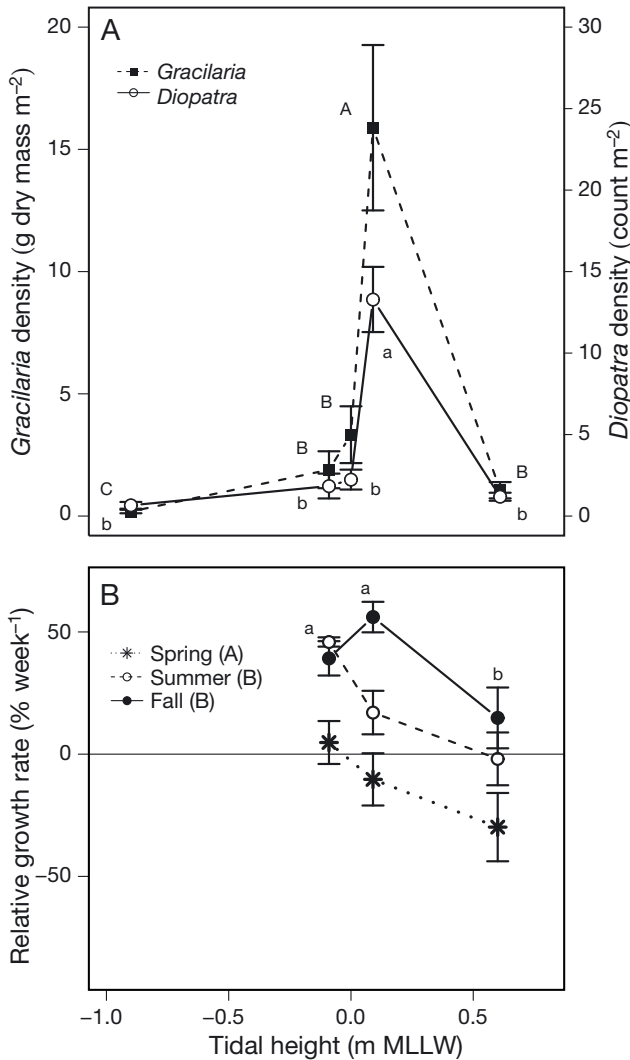 A
Gracilaria
Diopatra
Gracilaria density (g dry mass m⁻²)
20
15
10
5
0
Diopatra density (count m⁻²)
30
25
20
15
10
5
0
A
a
B
B
B
C
b
b
b
b
B
Spring (A)
Summer (B)
Fall (B)
Relative growth rate (% week⁻¹)
50
0
−50
a
a
b
−1.0
−0.5
0.0
0.5
Tidal height (m MLLW)